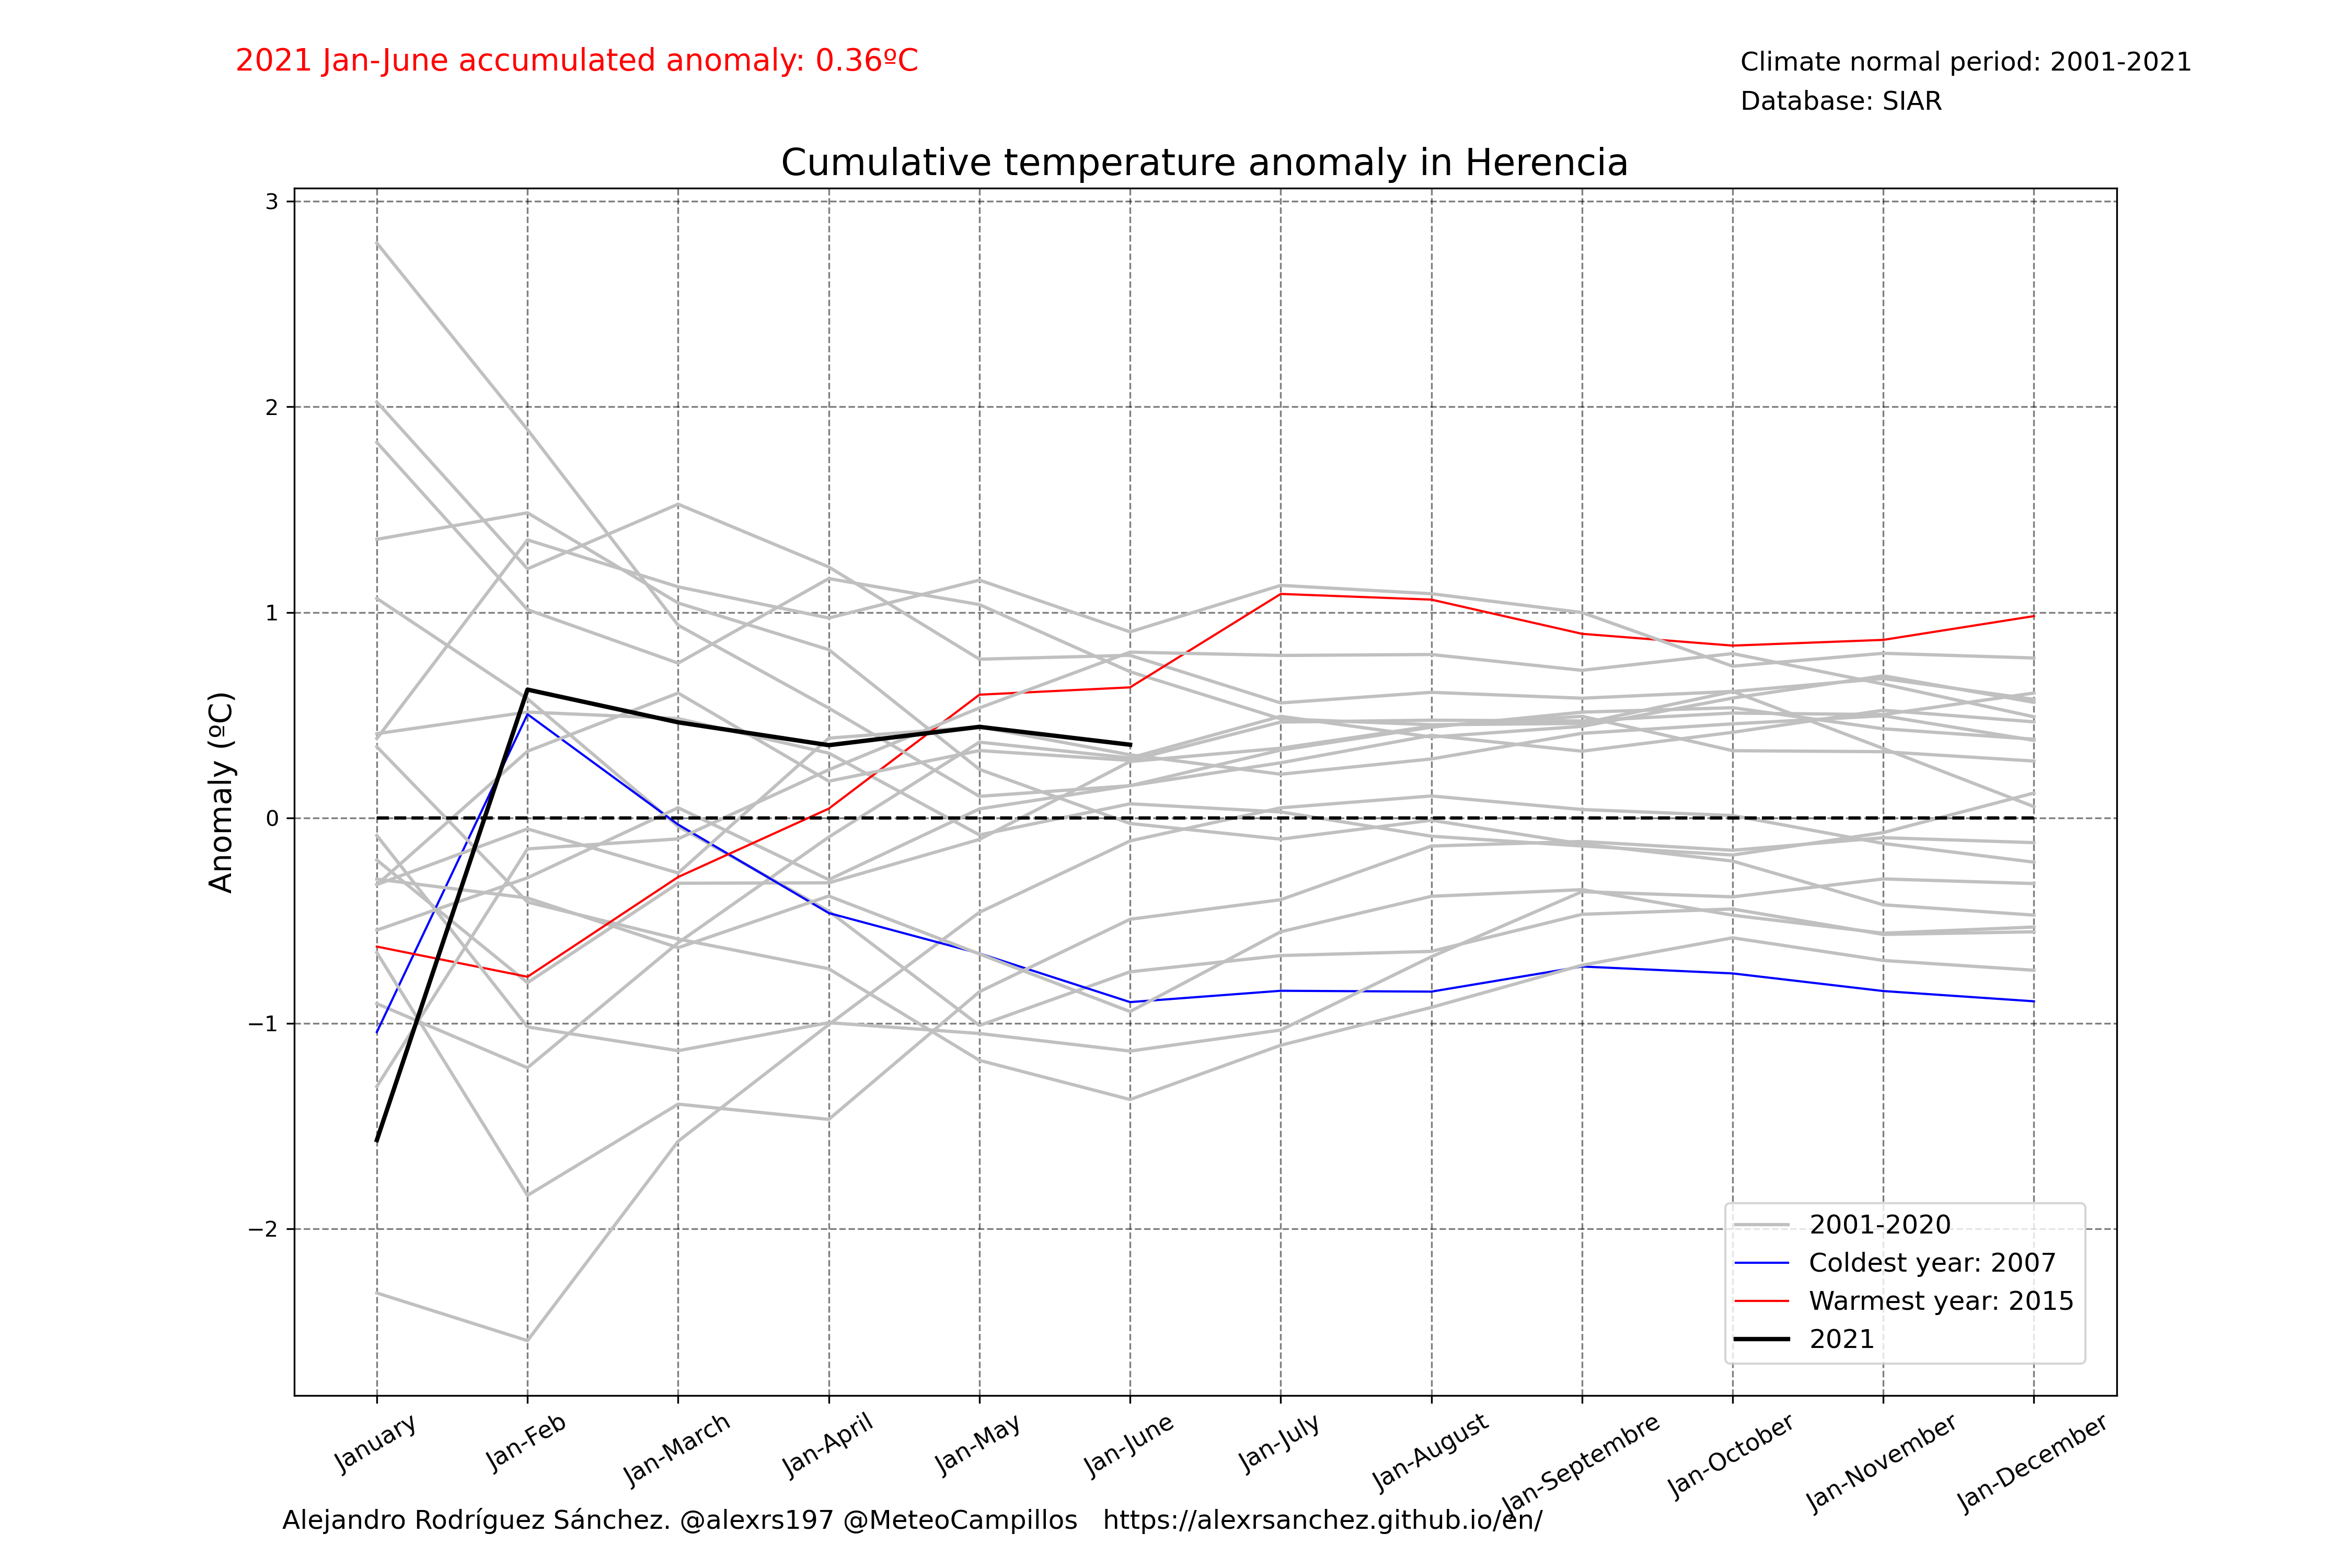 2021 Jan-June accumulated anomaly: 0.36ºC
Climate normal period: 2001-2021
Database: SIAR
Cumulative temperature anomaly in Herencia
Anomaly (ºC)
3
2
1
0
−1
−2
2001-2020
Coldest year: 2007
Warmest year: 2015
2021
January
Jan-Feb
Jan-March
Jan-April
Jan-May
Jan-June
Jan-July
Jan-August
Jan-Septembre
Jan-October
Jan-November
Jan-December
Alejandro Rodríguez Sánchez. @alexrs197 @MeteoCampillos   https://alexrsanchez.github.io/en/